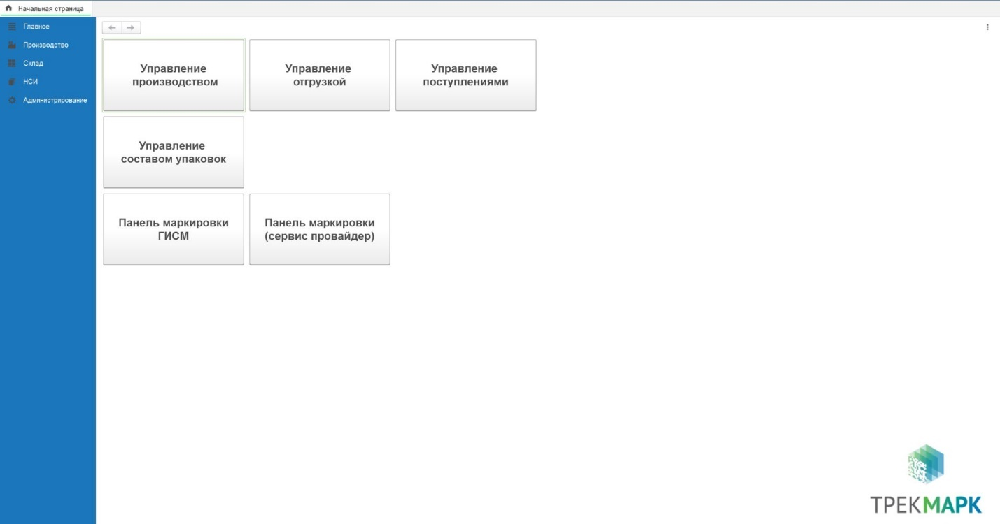 Начальная страница
Главное
Производство
Склад
НСИ
Администрирование
Управление
производством
Управление
отгрузкой
Управление
поступлениями
Управление
составом упаковок
Панель маркировки
ГИСМ
Панель маркировки
(сервис провайдер)
ТРЕКМАРК